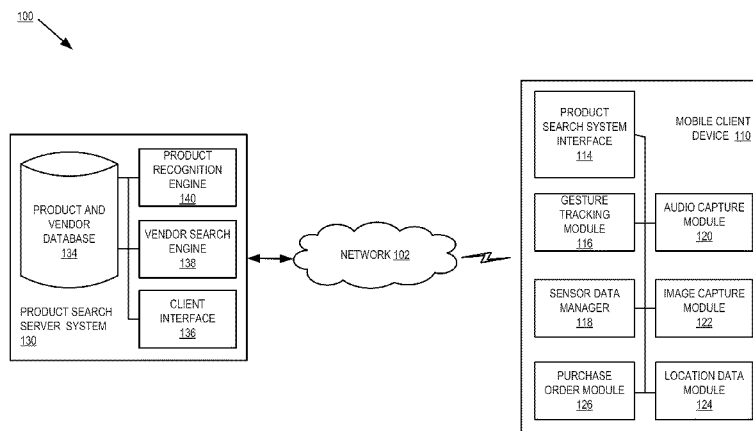 100
PRODUCT
RECOGNITION
ENGINE
140
PRODUCT AND
VENDOR
DATABASE
134
VENDOR SEARCH
ENGINE
138
CLIENT
INTERFACE
136
PRODUCT SEARCH
SERVER SYSTEM
130
NETWORK 102
PRODUCT
SEARCH SYSTEM
INTERFACE
114
MOBILE CLIENT
DEVICE 110
GESTURE
TRACKING
MODULE
116
AUDIO CAPTURE
MODULE
120
SENSOR DATA
MANAGER
118
IMAGE CAPTURE
MODULE
122
PURCHASE
ORDER MODULE
126
LOCATION DATA
MODULE
124